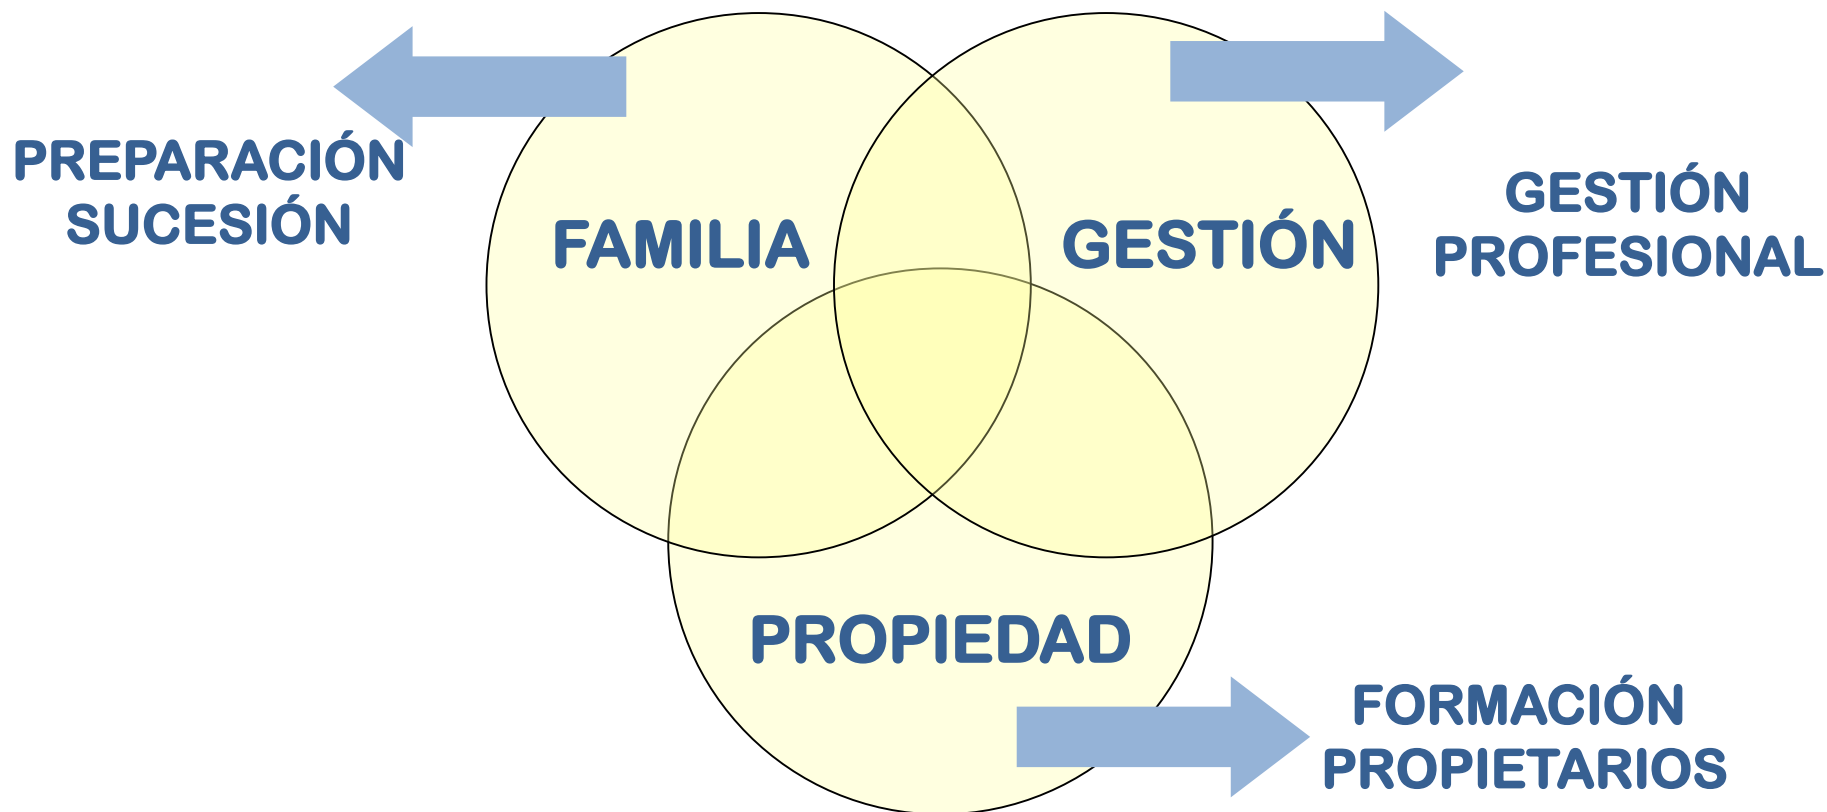 PREPARACIÓN
SUCESIÓN
FAMILIA
GESTIÓN
GESTIÓN
PROFESIONAL
PROPIEDAD
FORMACIÓN
PROPIETARIOS